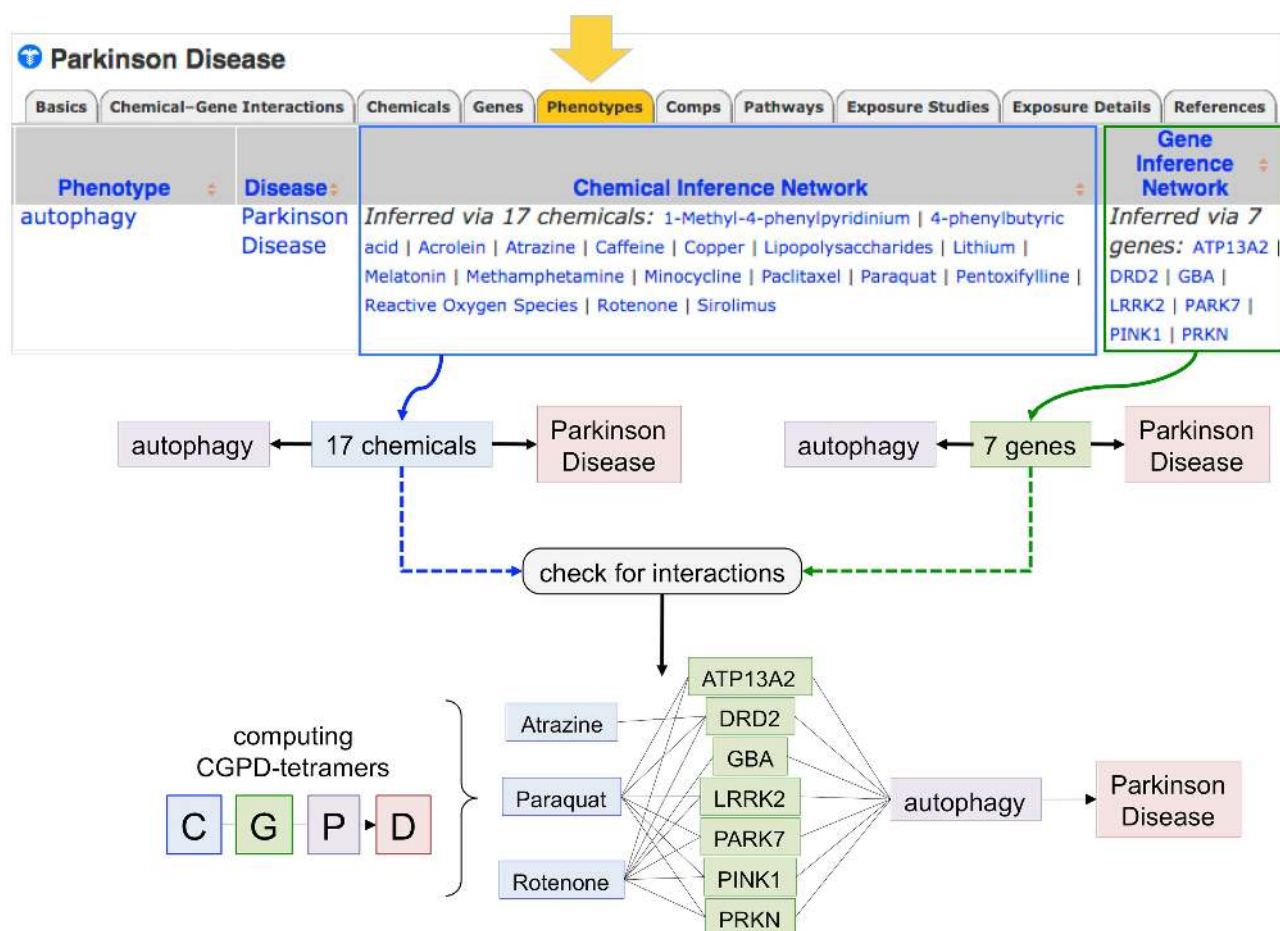 Parkinson Disease
Basics Chemical–Gene Interactions Chemicals Genes Phenotypes Comps Pathways Exposure Studies Exposure Details References
Phenotype Disease Chemical Inference Network Gene Inference Network
autophagy
Parkinson
Disease
Inferred via 17 chemicals: 1-Methyl-4-phenylpyridinium | 4-phenylbutyric
acid | Acrolein | Atrazine | Caffeine | Copper | Lipopolysaccharides | Lithium |
Melatonin | Methamphetamine | Minocycline | Paclitaxel | Paraquat | Pentoxifylline |
Reactive Oxygen Species | Rotenone | Sirolimus
Inferred via 7
genes: ATP13A2 |
DRD2 | GBA |
LRRK2 | PARK7 |
PINK1 | PRKN
autophagy
17 chemicals
Parkinson
Disease
autophagy
7 genes
Parkinson
Disease
check for interactions
computing
CGPD-tetramers
C G P D
Atrazine
Paraquat
Rotenone
ATP13A2
DRD2
GBA
LRRK2
PARK7
PINK1
PRKN
autophagy
Parkinson
Disease